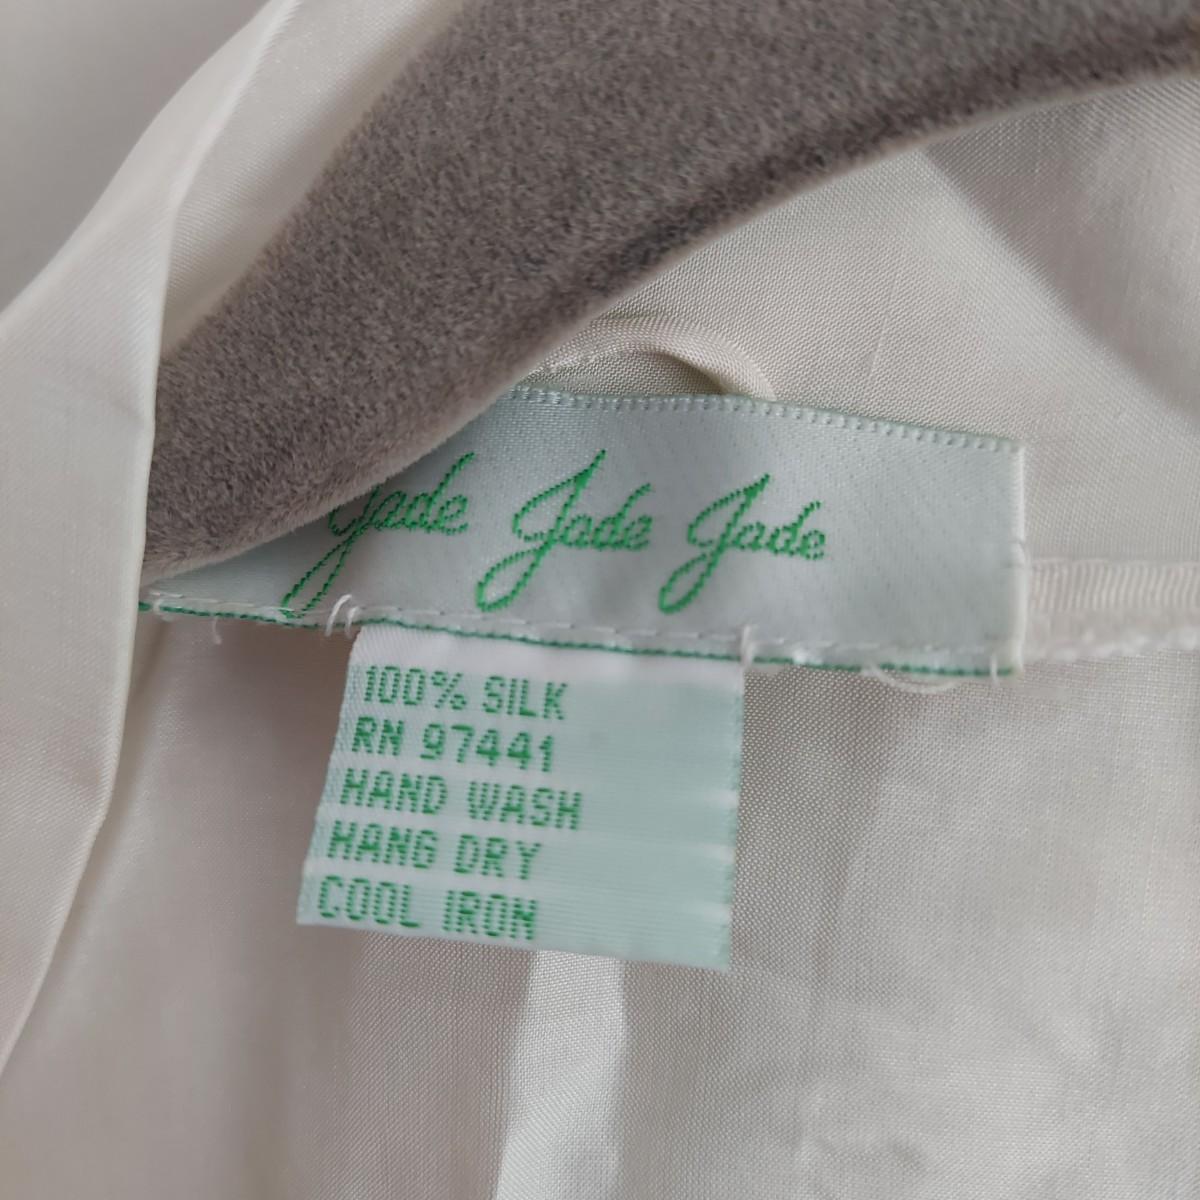 Jade Jade Jade
100% SILK
RN 97441
HAND WASH
HANG DRY
COOL IRON